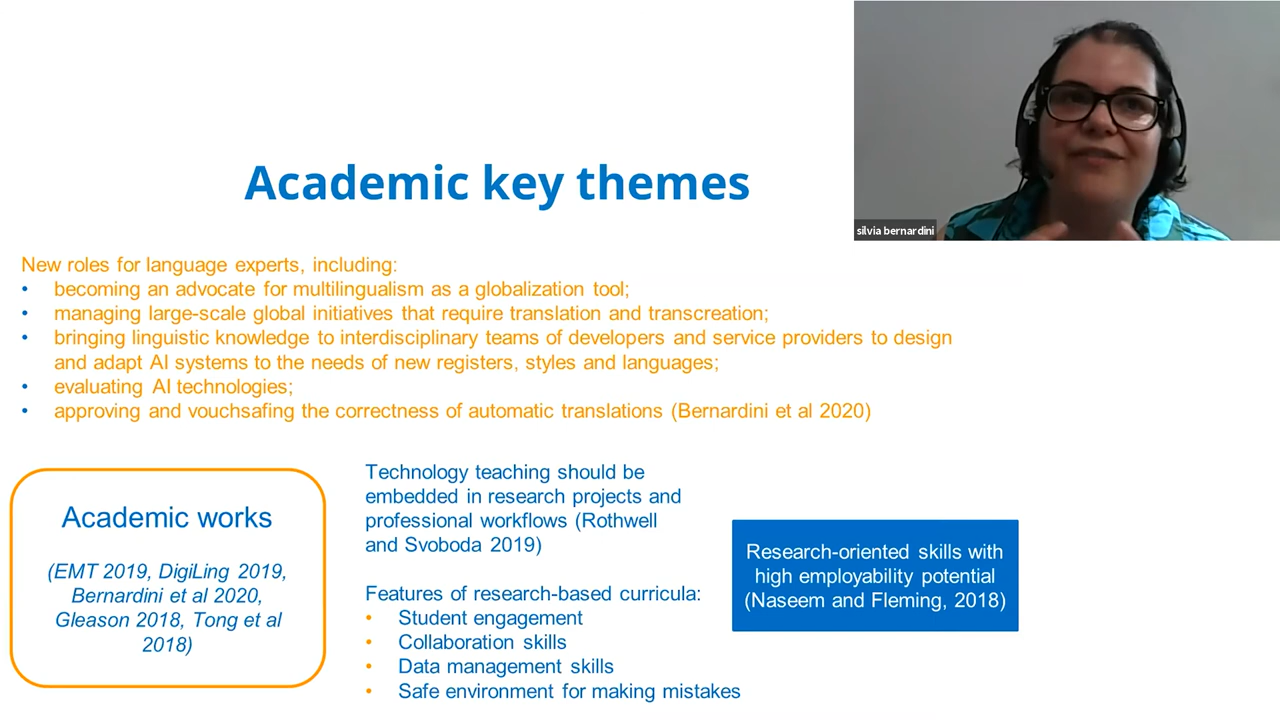 silvia bernardini
Academic key themes
New roles for language experts, including:
• becoming an advocate for multilingualism as a globalization tool;
• managing large-scale global initiatives that require translation and transcreation;
• bringing linguistic knowledge to interdisciplinary teams of developers and service providers to design
and adapt AI systems to the needs of new registers, styles and languages;
• evaluating AI technologies;
• approving and vouchsafing the correctness of automatic translations (Bernardini et al 2020)
Academic works
(EMT 2019, DigiLing 2019,
Bernardini et al 2020,
Gleason 2018, Tong et al
2018)
Technology teaching should be
embedded in research projects and
professional workflows (Rothwell
and Svoboda 2019)
Features of research-based curricula:
• Student engagement
• Collaboration skills
• Data management skills
• Safe environment for making mistakes
Research-oriented skills with
high employability potential
(Naseem and Fleming, 2018)